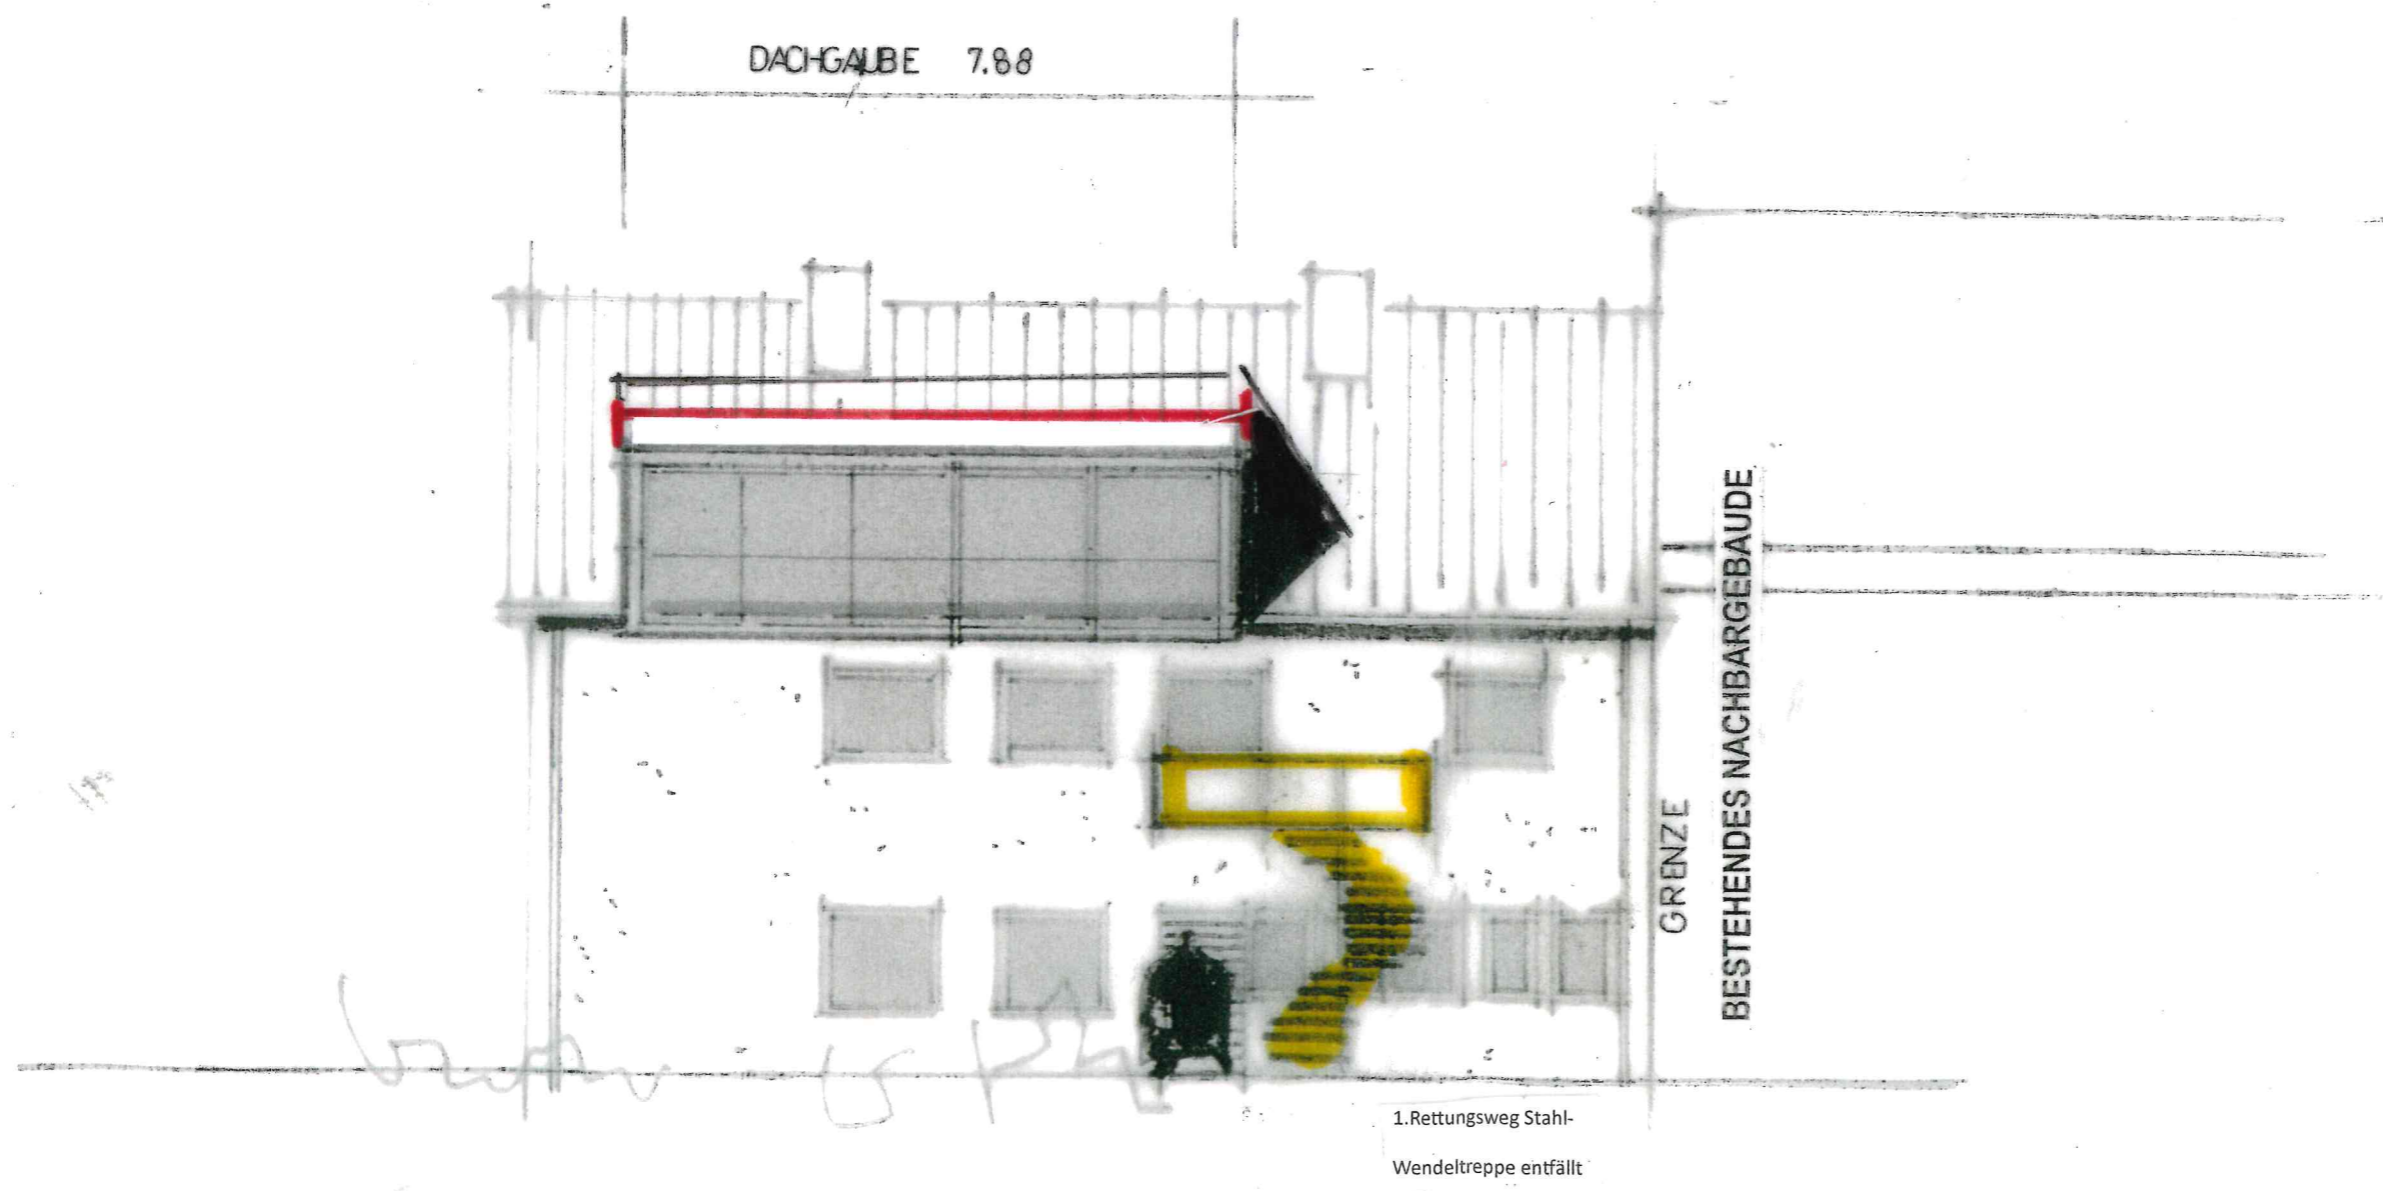 DACHGAUBE 7.88
GRENZE
BESTEHENDES NACHBARGEBAUDE
1.Rettungsweg Stahl-
Wendeltreppe entfällt